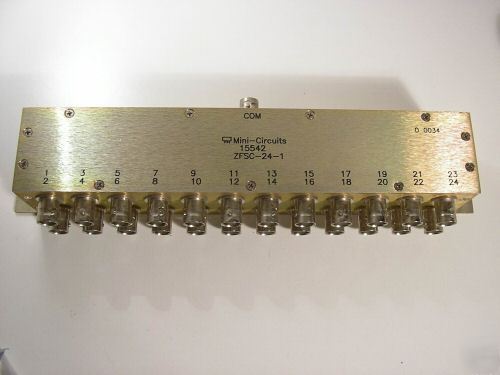 COM
Mini-Circuits
15542
ZFSC-24-1
D 0034
1 3 5 7 9 11 13 15 17 19 21 23
2 4 6 8 10 12 14 16 18 20 22 24